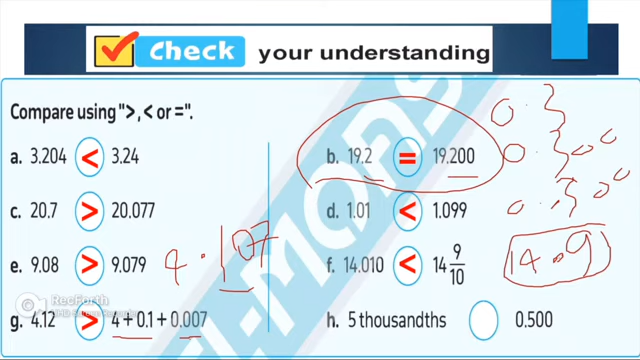 Check your understanding
Compare using ">, < or =".
a. 3.204 < 3.24
b. 19.2 = 19.200
c. 20.7 > 20.077
d. 1.01 < 1.099
e. 9.08 > 9.079
f. 14.010 < 14 9/10
g. 4.12 > 4 + 0.1 + 0.007
h. 5 thousandths 0.500
0.3
0.300
0.300
14.9
4.107
RecForth